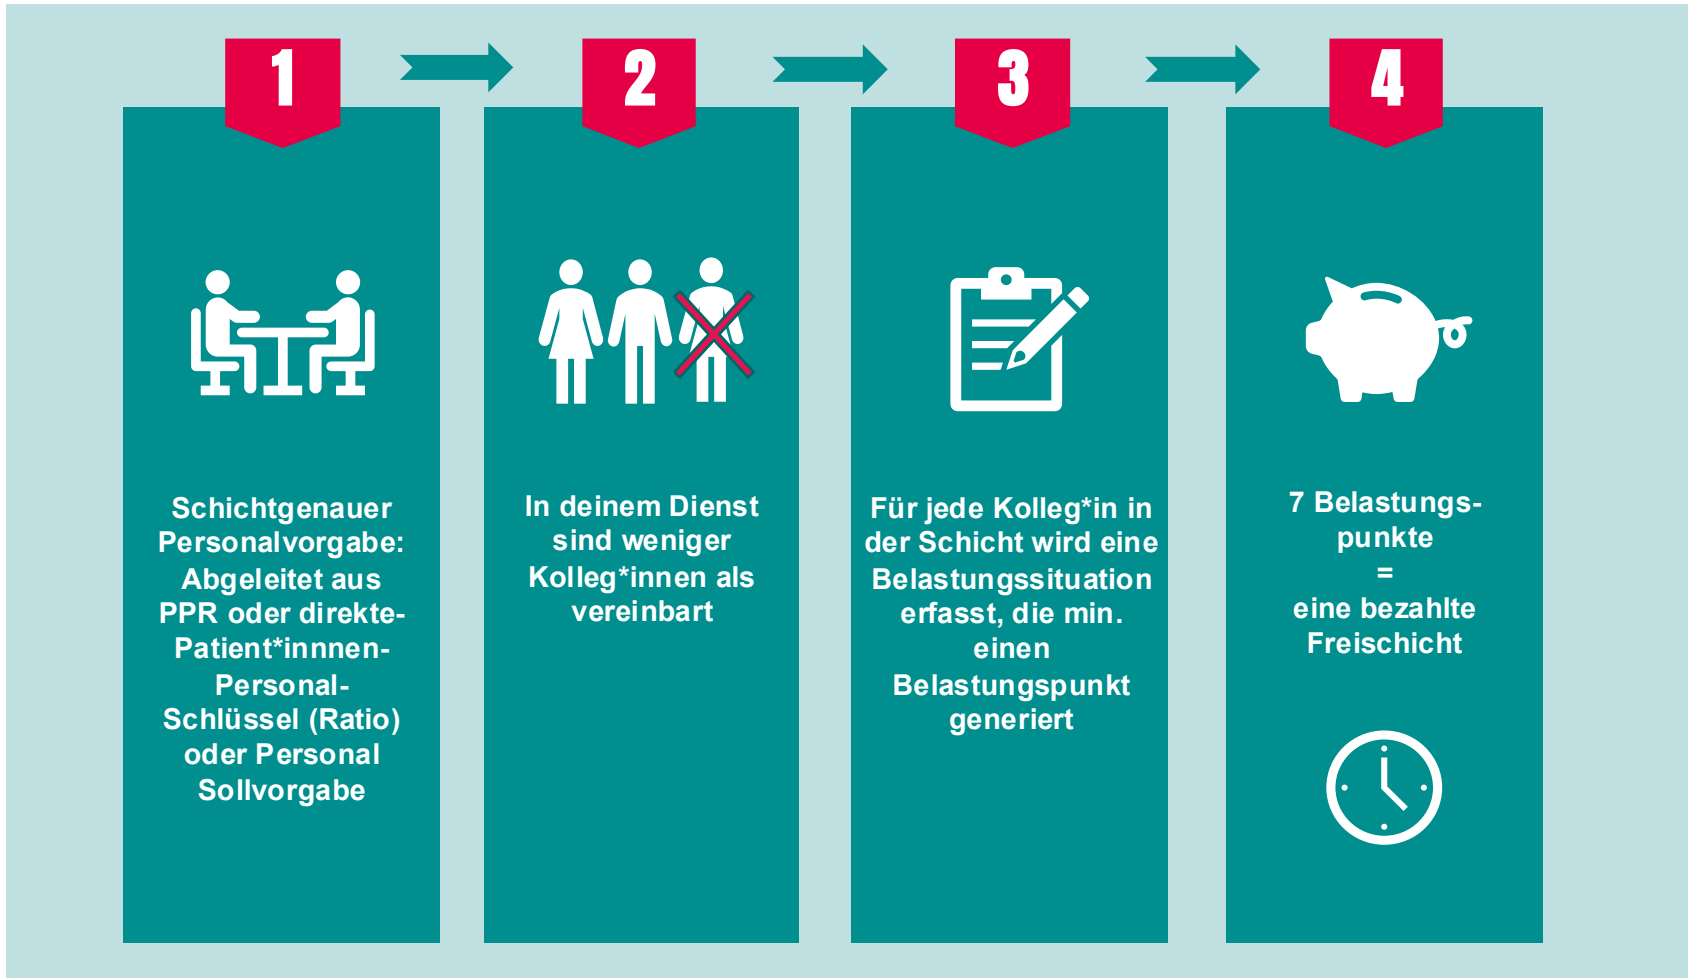 1
Schichtgenauer
Personalvorgabe:
Abgeleitet aus
PPR oder direkte-
Patient*innnen-
Personal-
Schlüssel (Ratio)
oder Personal
Sollvorgabe
2
In deinem Dienst
sind weniger
Kolleg*innen als
vereinbart
3
Für jede Kolleg*in in
der Schicht wird eine
Belastungssituation
erfasst, die min.
einen
Belastungspunkt
generiert
4
7 Belastungs-
punkte
=
eine bezahlte
Freischicht